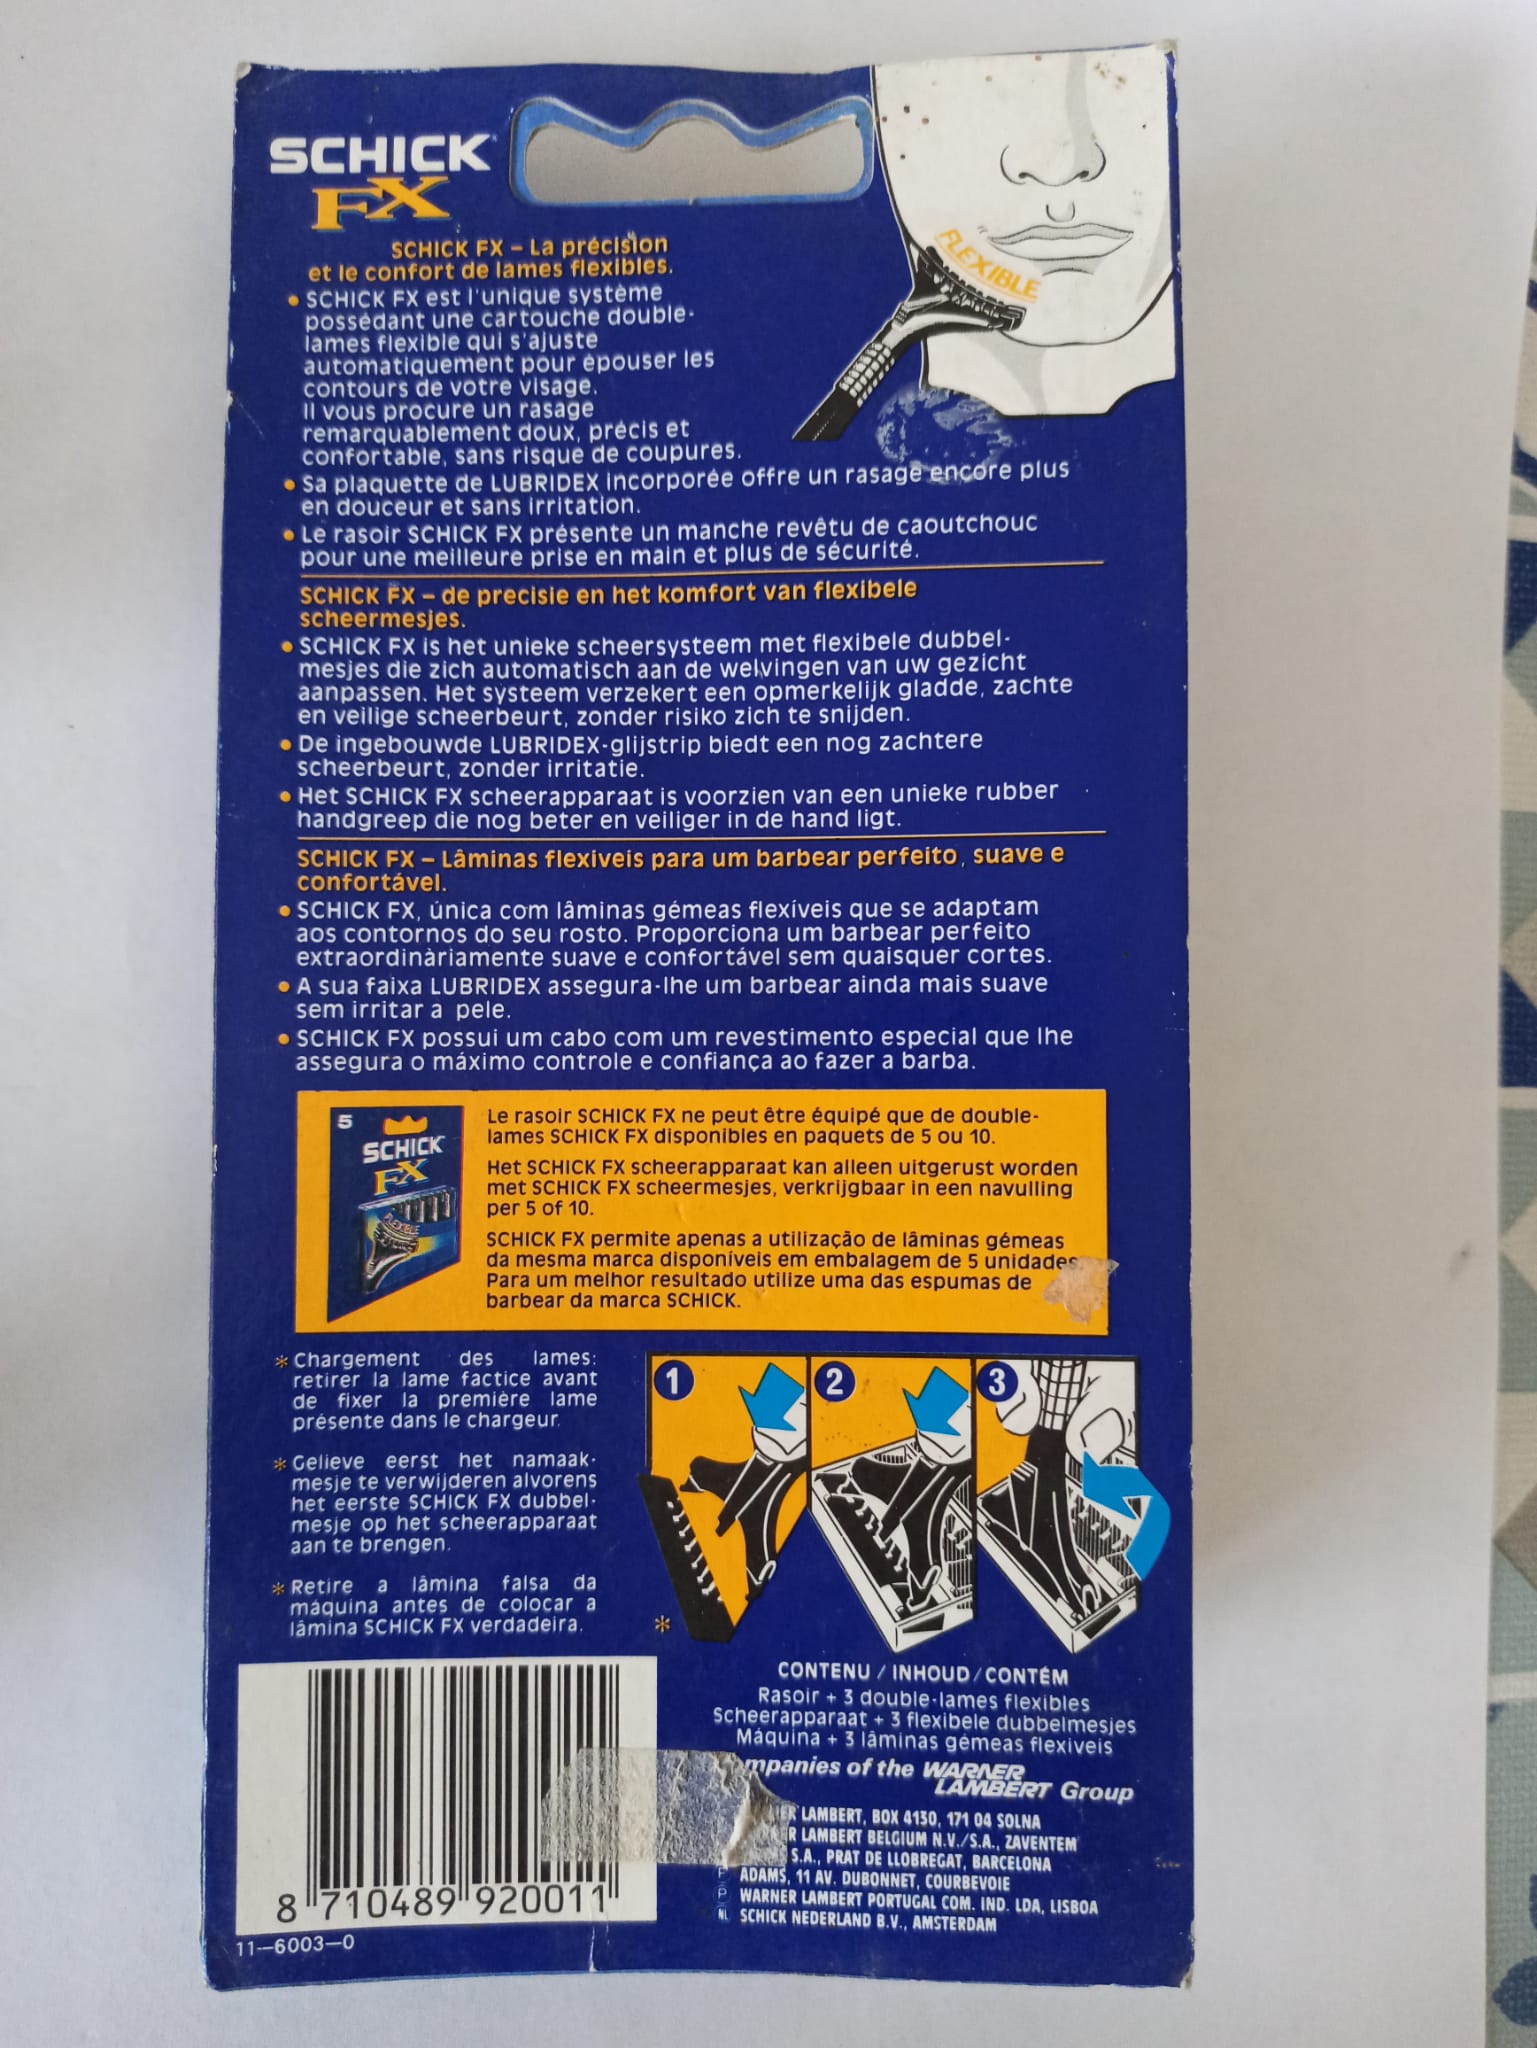 SCHICK
FX
SCHICK FX – La précision
et le confort de lames flexibles.
FLEXIBLE
• SCHICK FX est l'unique système
possédant une cartouche double-
lames flexible qui s'ajuste
automatiquement pour épouser les
contours de votre visage.
Il vous procure un rasage
remarquablement doux, précis et
confortable, sans risque de coupures.
• Sa plaquette de LUBRIDEX incorporée offre un rasage encore plus
en douceur et sans irritation.
• Le rasoir SCHICK FX présente un manche revêtu de caoutchouc
pour une meilleure prise en main et plus de sécurité.
SCHICK FX – de precisie en het komfort van flexibele
scheermesjes.
• SCHICK FX is het unieke scheersysteem met flexibele dubbel-
mesjes die zich automatisch aan de welvingen van uw gezicht
aanpassen. Het systeem verzekert een opmerkelijk gladde, zachte
en veilige scheerbeurt, zonder risiko zich te snijden.
• De ingebouwde LUBRIDEX-glijstrip biedt een nog zachtere
scheerbeurt, zonder irritatie.
• Het SCHICK FX scheerapparaat is voorzien van een unieke rubber
handgreep die nog beter en veiliger in de hand ligt.
SCHICK FX – Lâminas flexiveis para um barbear perfeito, suave e
confortável.
• SCHICK FX, única com lâminas gémeas flexíveis que se adaptam
aos contornos do seu rosto. Proporciona um barbear perfeito
extraordinàriamente suave e confortável sem quaisquer cortes.
• A sua faixa LUBRIDEX assegura-lhe um barbear ainda mais suave
sem irritar a pele.
• SCHICK FX possui um cabo com um revestimento especial que lhe
assegura o máximo controle e confiança ao fazer a barba.
5
SCHICK
FX
FLEXIBLE
Le rasoir SCHICK FX ne peut être équipé que de double-
lames SCHICK FX disponibles en paquets de 5 ou 10.
Het SCHICK FX scheerapparaat kan alleen uitgerust worden
met SCHICK FX scheermesjes, verkrijgbaar in een navulling
per 5 of 10.
SCHICK FX permite apenas a utilização de lâminas gémeas
da mesma marca disponíveis em embalagem de 5 unidades
Para um melhor resultado utilize uma das espumas de
barbear da marca SCHICK.
* Chargement des lames:
retirer la lame factice avant
de fixer la première lame
présente dans le chargeur.
* Gelieve eerst het namaak-
mesje te verwijderen alvorens
het eerste SCHICK FX dubbel-
mesje op het scheerapparaat
aan te brengen.
* Retire a lâmina falsa da
máquina antes de colocar a
lâmina SCHICK FX verdadeira.
1
2
3
*
CONTENU / INHOUD / CONTÉM
Rasoir + 3 double-lames flexibles
Scheerapparaat + 3 flexibele dubbelmesjes
Máquina + 3 lâminas gémeas flexiveis
of the WARNER
LAMBERT Group
LAMBERT, BOX 4130, 171 04 SOLNA
LAMBERT BELGIUM N.V./S.A., ZAVENTEM
S.A., PRAT DE LLOBREGAT, BARCELONA
F ADAMS, 11 AV. DUBONNET, COURBEVOIE
P WARNER LAMBERT PORTUGAL COM. IND. LDA, LISBOA
NL SCHICK NEDERLAND B.V., AMSTERDAM
8 710489 920011
11—6003—0